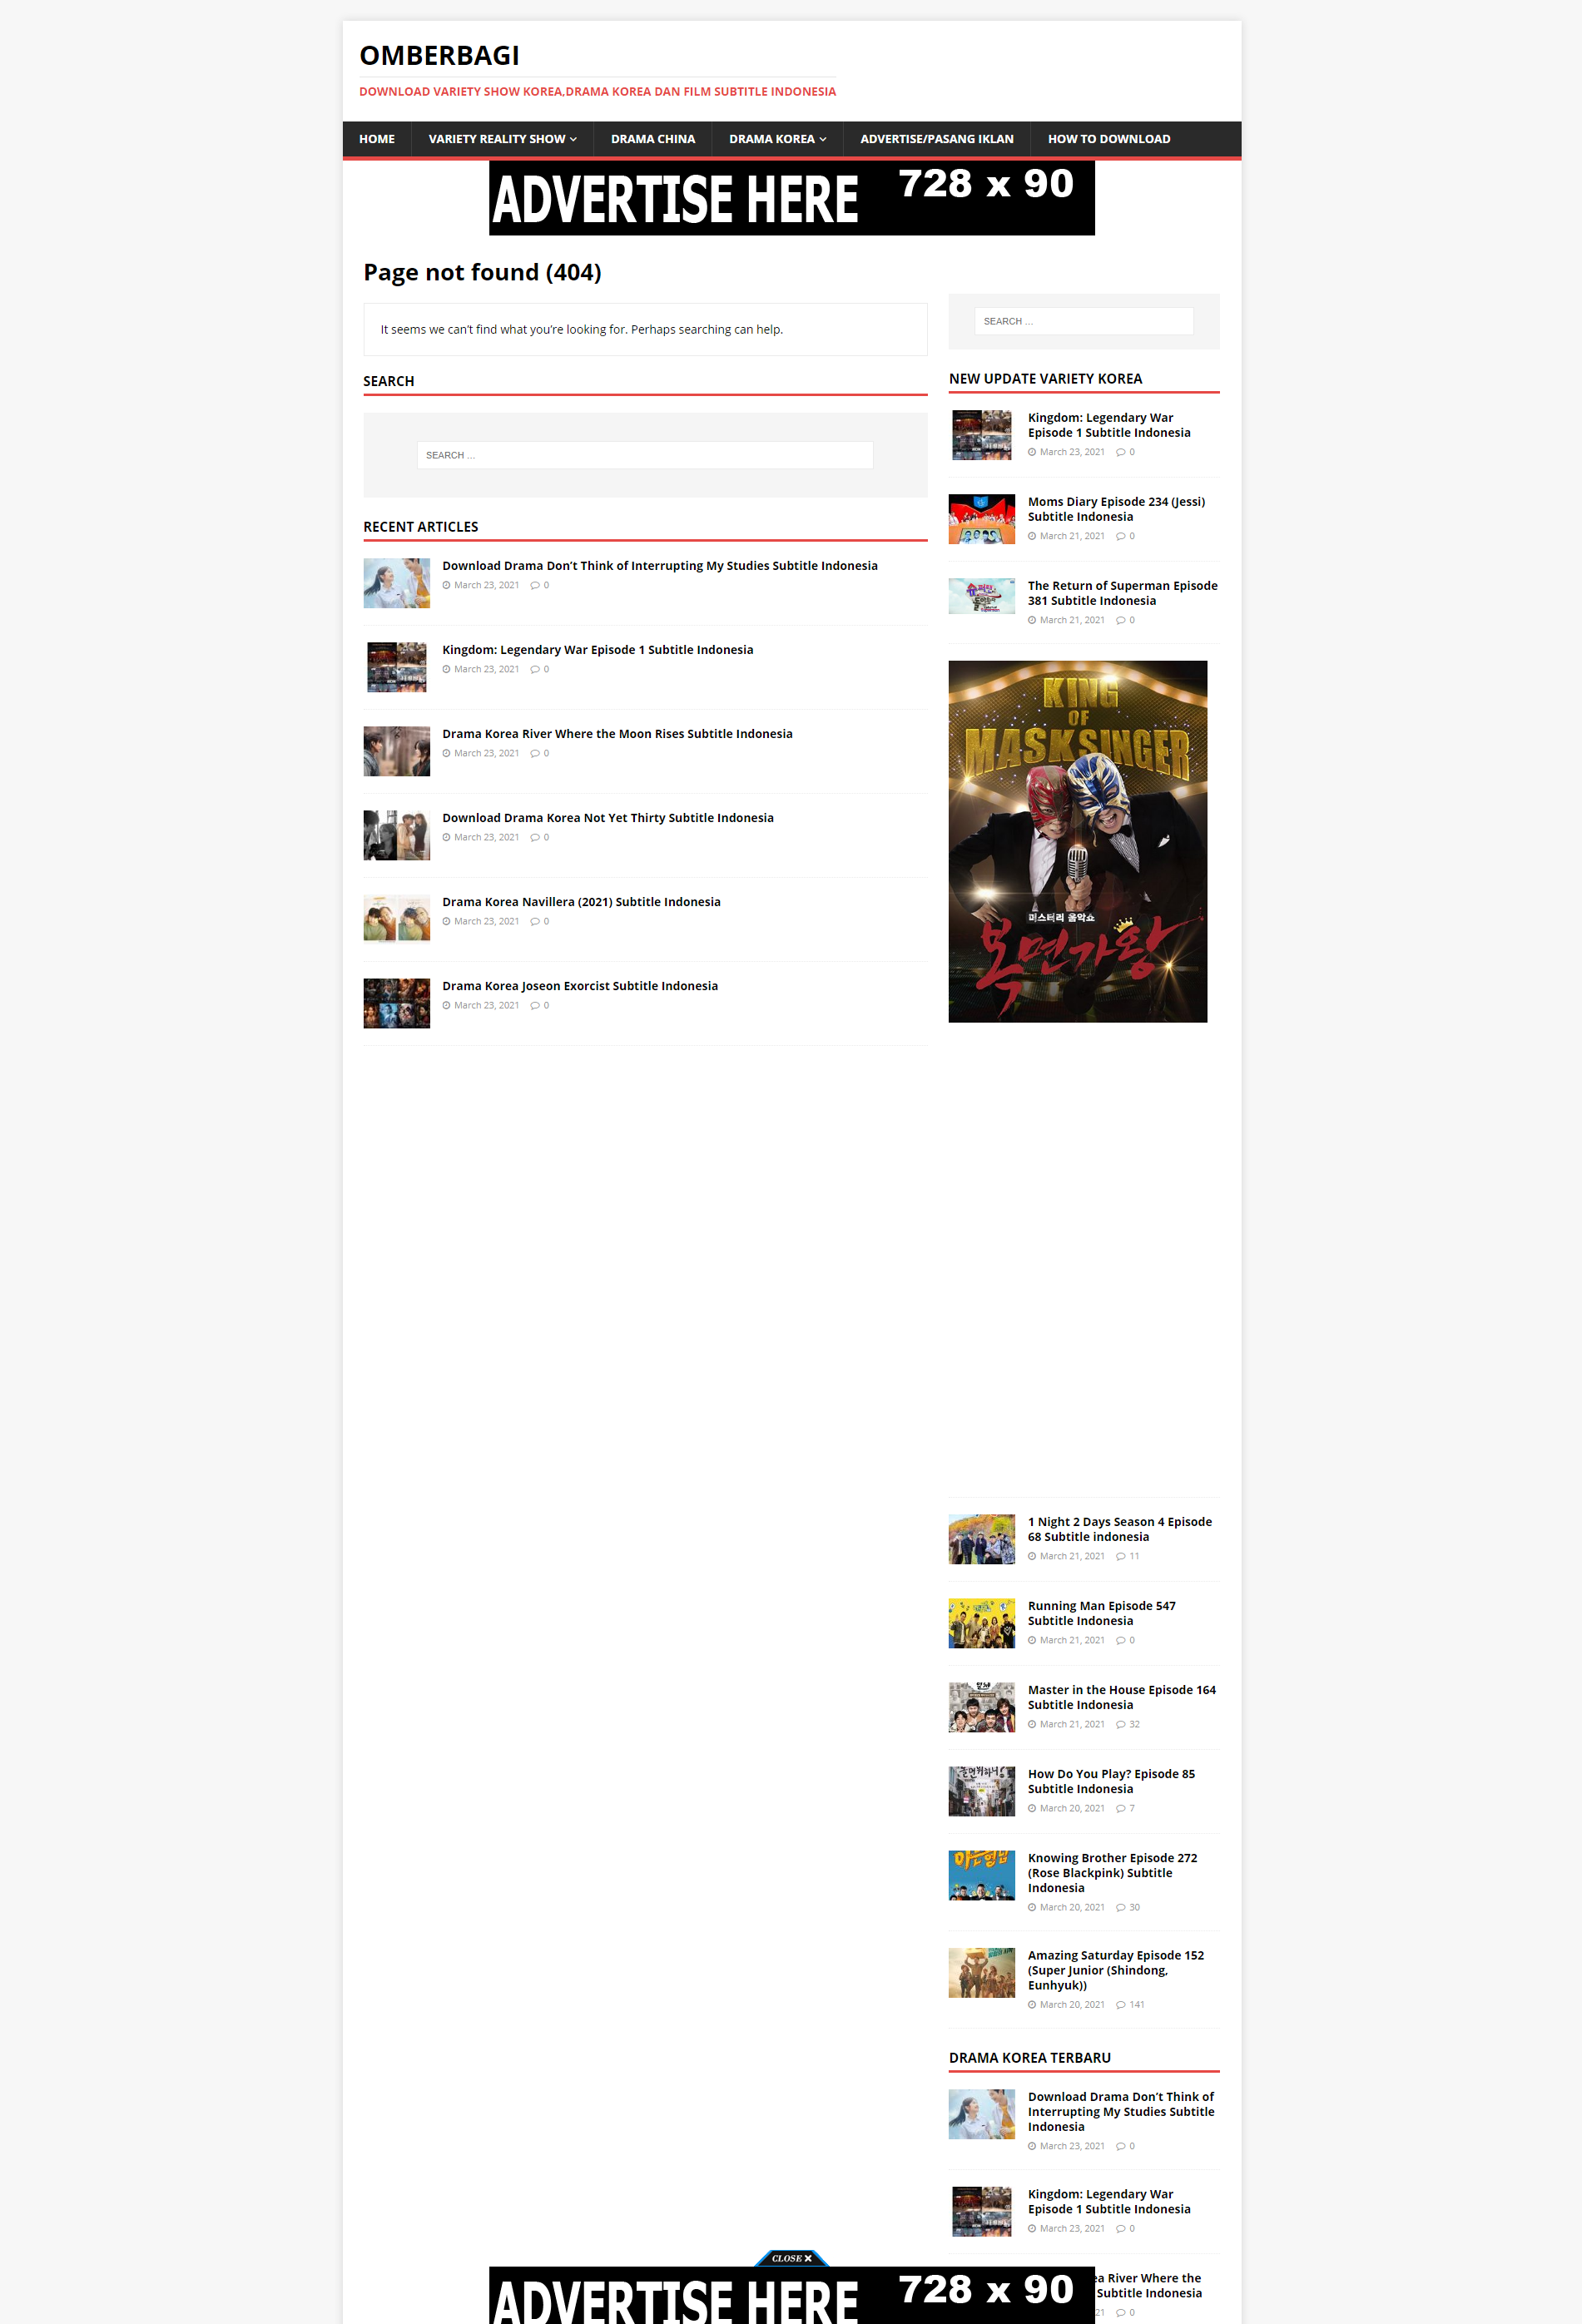 OMBERBAGI
DOWNLOAD VARIETY SHOW KOREA,DRAMA KOREA DAN FILM SUBTITLE INDONESIA
HOME
VARIETY REALITY SHOW
DRAMA CHINA
DRAMA KOREA
ADVERTISE/PASANG IKLAN
HOW TO DOWNLOAD
ADVERTISE HERE 728 x 90
Page not found (404)
It seems we can't find what you're looking for. Perhaps searching can help.
SEARCH
SEARCH …
RECENT ARTICLES
Download Drama Don’t Think of Interrupting My Studies Subtitle Indonesia
March 23, 2021 0
Kingdom: Legendary War Episode 1 Subtitle Indonesia
March 23, 2021 0
Drama Korea River Where the Moon Rises Subtitle Indonesia
March 23, 2021 0
Download Drama Korea Not Yet Thirty Subtitle Indonesia
March 23, 2021 0
Drama Korea Navillera (2021) Subtitle Indonesia
March 23, 2021 0
Drama Korea Joseon Exorcist Subtitle Indonesia
March 23, 2021 0
SEARCH …
NEW UPDATE VARIETY KOREA
Kingdom: Legendary War
Episode 1 Subtitle Indonesia
March 23, 2021 0
Moms Diary Episode 234 (Jessi)
Subtitle Indonesia
March 21, 2021 0
The Return of Superman Episode
381 Subtitle Indonesia
March 21, 2021 0
KING
OF
MASKSINGER
미스터리 음악쇼
복면가왕
1 Night 2 Days Season 4 Episode
68 Subtitle indonesia
March 21, 2021 11
Running Man Episode 547
Subtitle Indonesia
March 21, 2021 0
Master in the House Episode 164
Subtitle Indonesia
March 21, 2021 32
How Do You Play? Episode 85
Subtitle Indonesia
March 20, 2021 7
Knowing Brother Episode 272
(Rose Blackpink) Subtitle
Indonesia
March 20, 2021 30
Amazing Saturday Episode 152
(Super Junior (Shindong,
Eunhyuk))
March 20, 2021 141
DRAMA KOREA TERBARU
Download Drama Don’t Think of
Interrupting My Studies Subtitle
Indonesia
March 23, 2021 0
Kingdom: Legendary War
Episode 1 Subtitle Indonesia
March 23, 2021 0
River Where the
Subtitle Indonesia
21 0
CLOSE X
ADVERTISE HERE 728 x 90